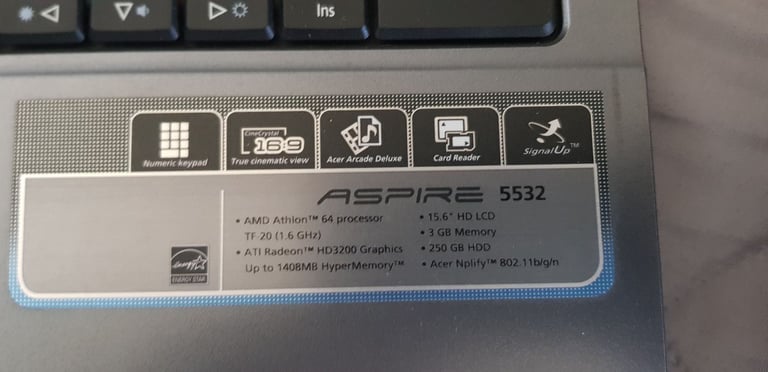 Ins
Numeric keypad
CineCrystal
16:9
True cinematic view
Acer Arcade Deluxe
Card Reader
SignalUp™
ASPIRE 5532
• AMD Athlon™ 64 processor
TF-20 (1.6 GHz)
• ATI Radeon™ HD3200 Graphics
Up to 1408MB HyperMemory™
• 15.6" HD LCD
• 3 GB Memory
• 250 GB HDD
• Acer Nplify™ 802.11b/g/n
energy
ENERGY STAR